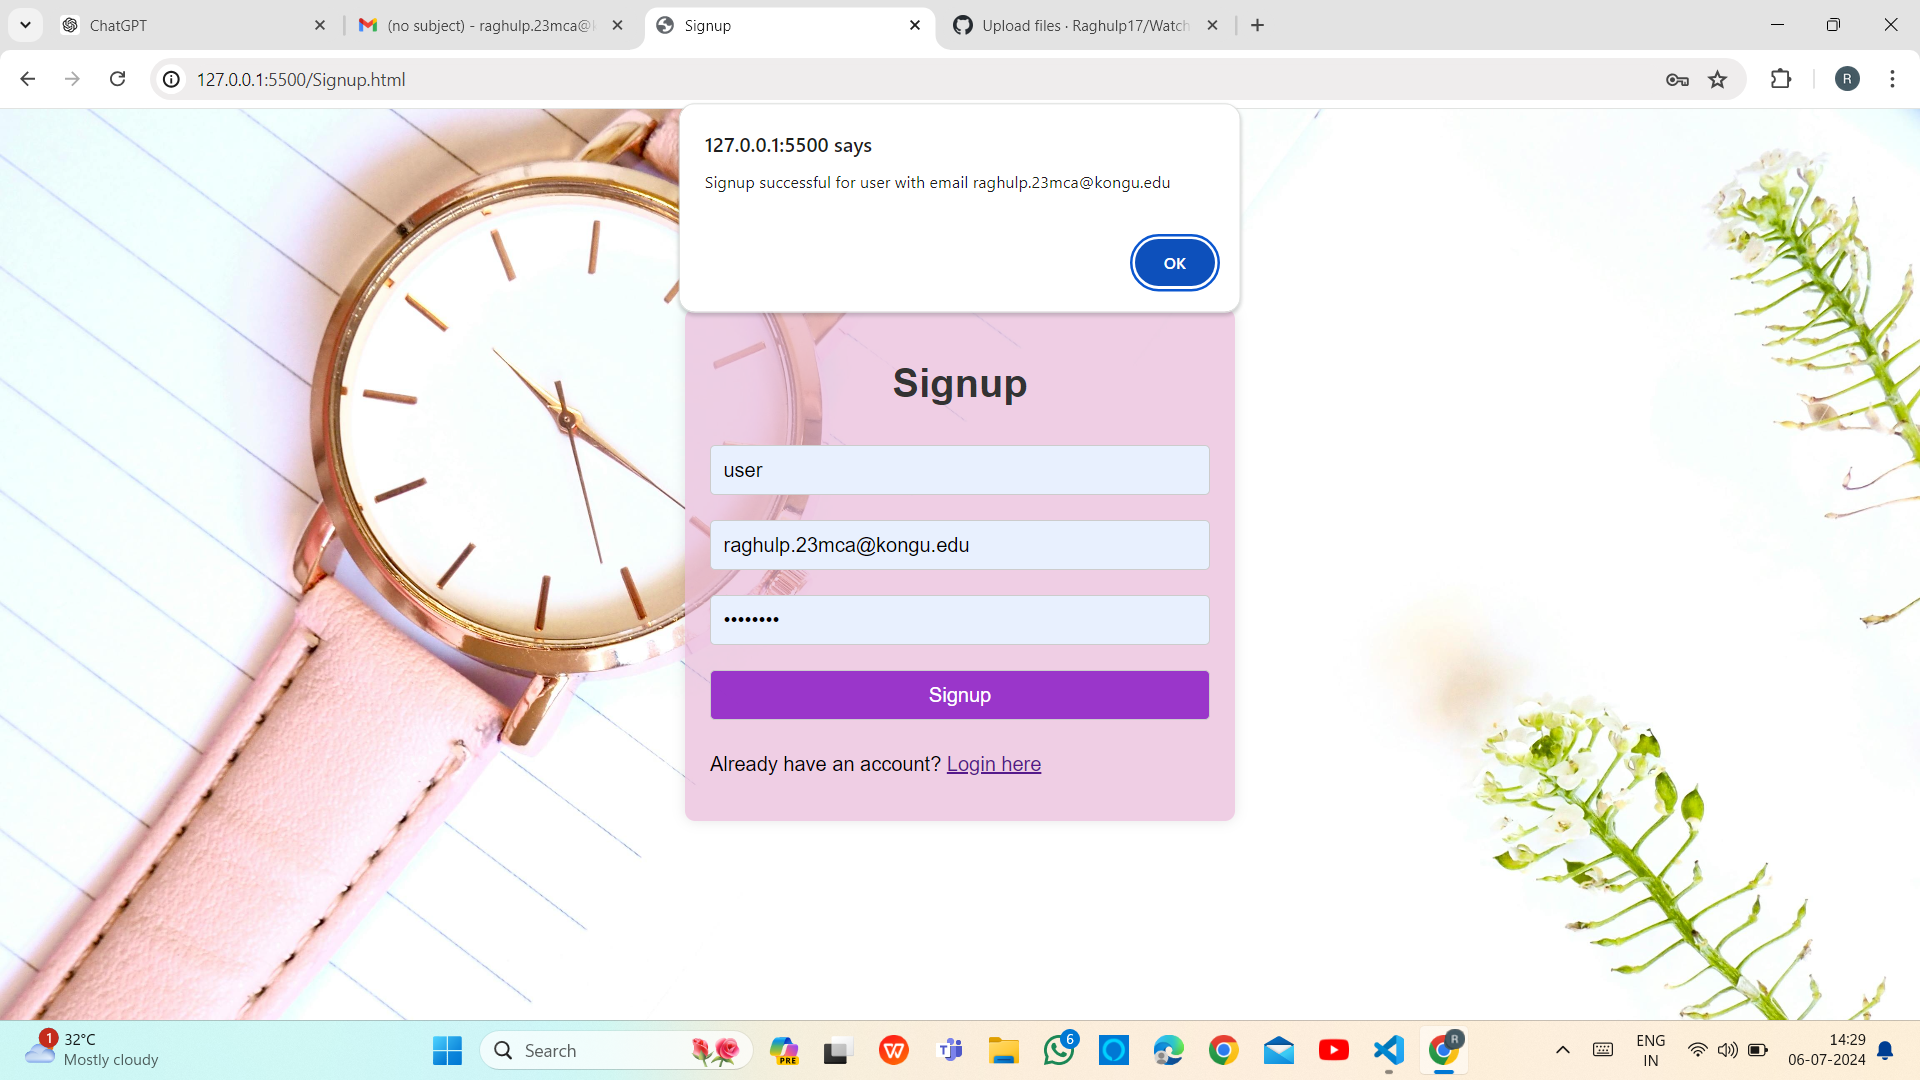 ChatGPT
(no subject) - raghulp.23mca@k
Signup
Upload files · Raghulp17/Watch
127.0.0.1:5500/Signup.html
R
127.0.0.1:5500 says
Signup successful for user with email raghulp.23mca@kongu.edu
OK
Signup
user
raghulp.23mca@kongu.edu
••••••••
Signup
Already have an account? Login here
1
32°C
Mostly cloudy
Search
PRE
6
R
ENG
IN
14:29
06-07-2024